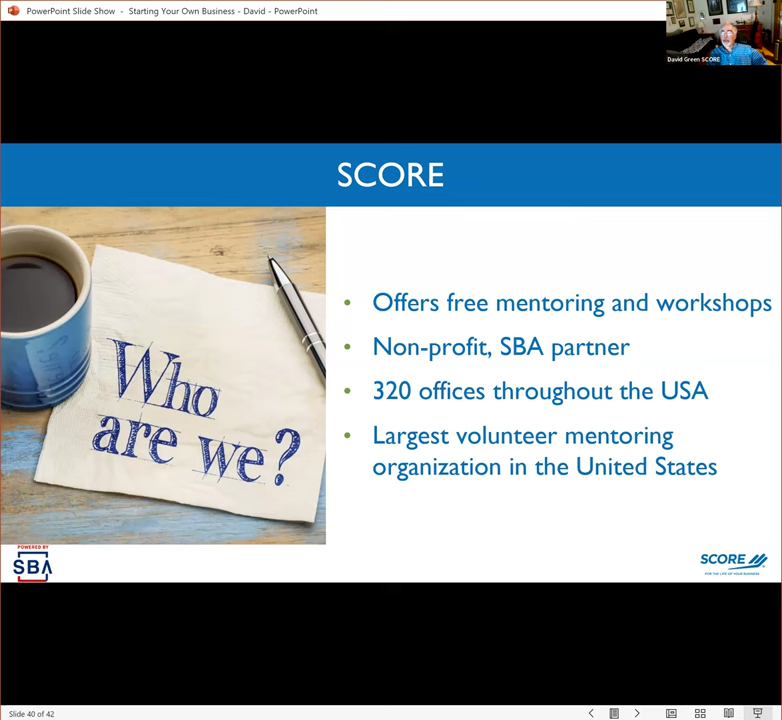 PowerPoint Slide Show - Starting Your Own Business - David - PowerPoint
David Green SCORE
SCORE
Who
are we?
• Offers free mentoring and workshops
• Non-profit, SBA partner
• 320 offices throughout the USA
• Largest volunteer mentoring
organization in the United States
POWERED BY
SBA
SCORE
FOR THE LIFE OF YOUR BUSINESS
Slide 40 of 42